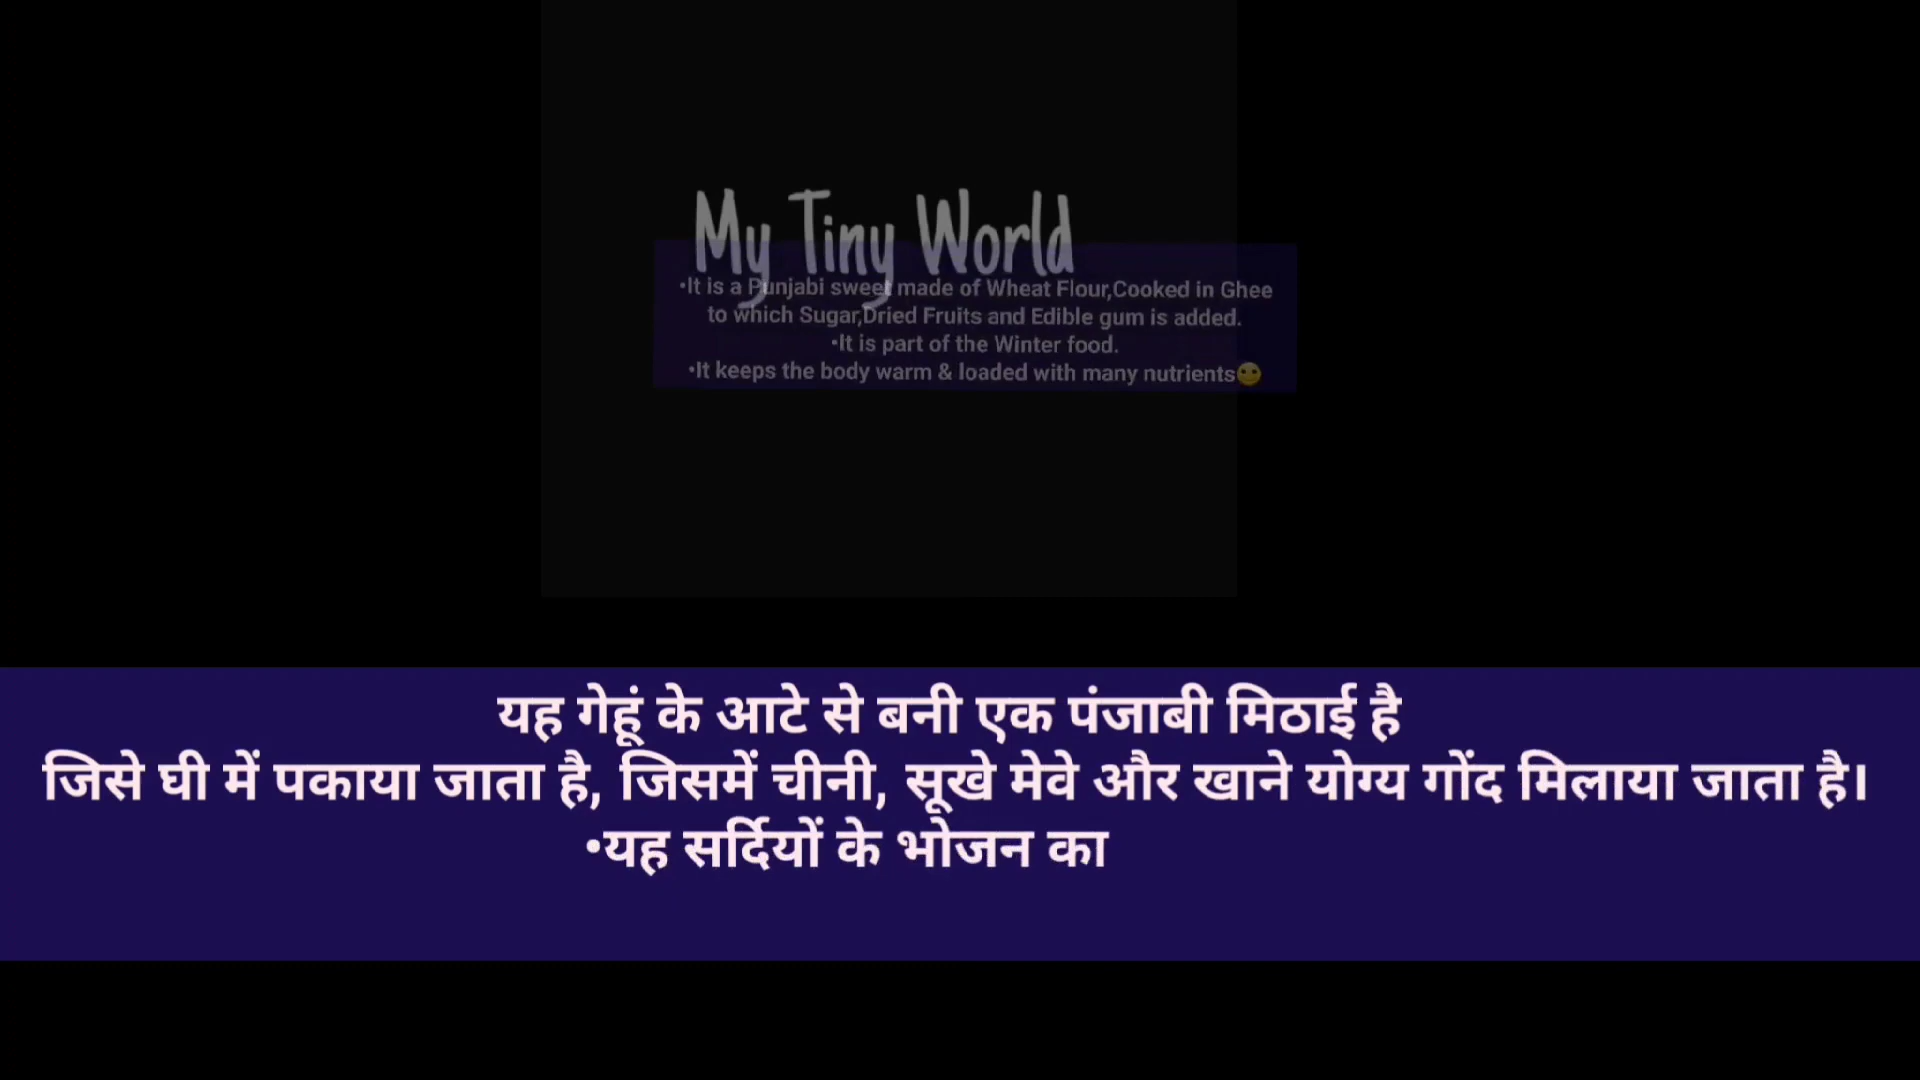 My Tiny World
•It is a Punjabi sweet made of Wheat Flour,Cooked in Ghee
to which Sugar,Dried Fruits and Edible gum is added.
•It is part of the Winter food.
•It keeps the body warm & loaded with many nutrients
यह गेहूं के आटे से बनी एक पंजाबी मिठाई है
जिसे घी में पकाया जाता है, जिसमें चीनी, सूखे मेवे और खाने योग्य गोंद मिलाया जाता है।
•यह सर्दियों के भोजन का